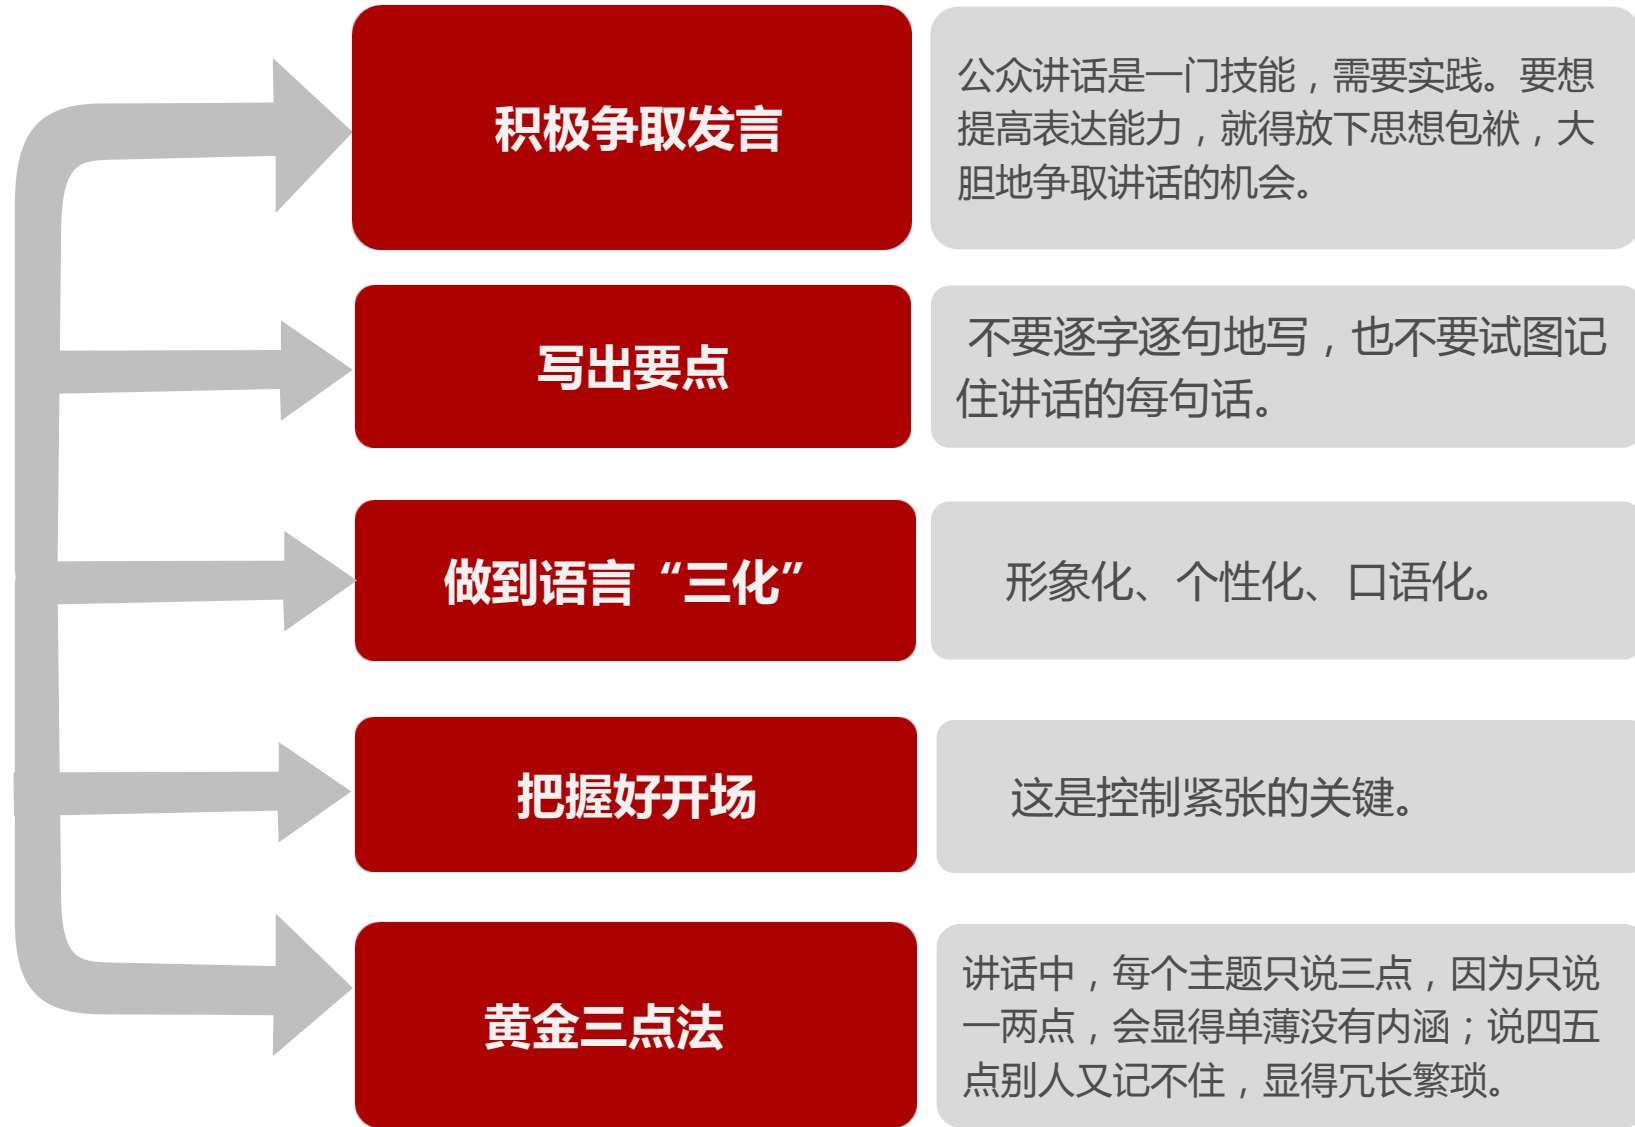 积极争取发言
公众讲话是一门技能，需要实践。要想
提高表达能力，就得放下思想包袱，大
胆地争取讲话的机会。
写出要点
不要逐字逐句地写，也不要试图记
住讲话的每句话。
做到语言“三化”
形象化、个性化、口语化。
把握好开场
这是控制紧张的关键。
黄金三点法
讲话中，每个主题只说三点，因为只说
一两点，会显得单薄没有内涵；说四五
点别人又记不住，显得冗长繁琐。